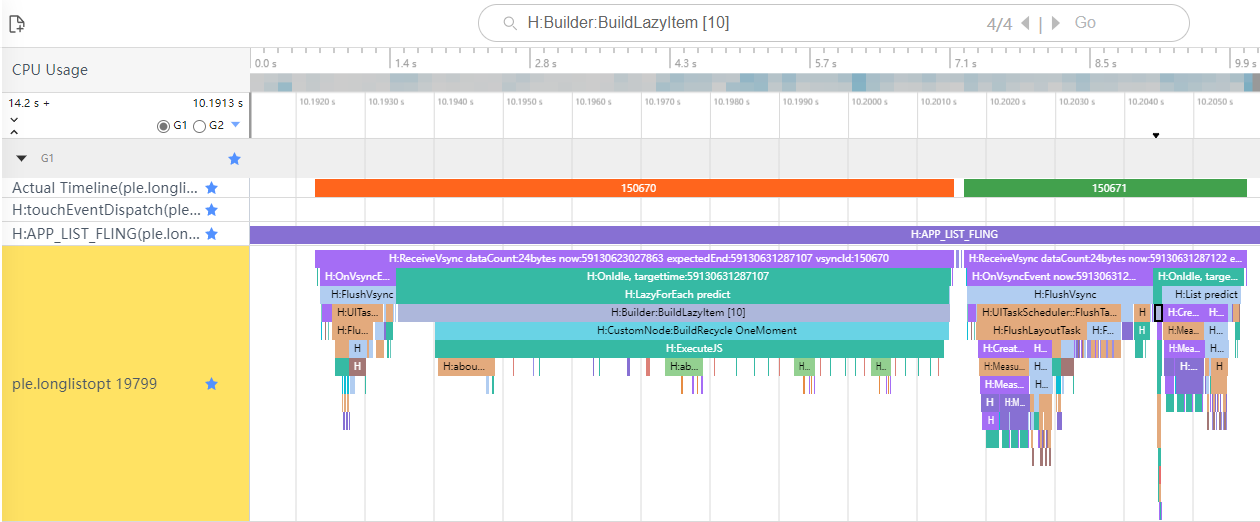 H:Builder:BuildLazyItem [10]
4/4
Go
CPU Usage
0.0 s
1.4 s
2.8 s
4.3 s
5.7 s
7.1 s
8.5 s
9.9 s
14.2 s +
10.1913 s
10.1920 s
10.1930 s
10.1940 s
10.1950 s
10.1960 s
10.1970 s
10.1980 s
10.1990 s
10.2000 s
10.2010 s
10.2020 s
10.2030 s
10.2040 s
10.2050 s
G1
G2
G1
Actual Timeline(ple.longli...
150670
150671
H:touchEventDispatch(ple...
H:APP_LIST_FLING(ple.lon...
H:APP_LIST_FLING
H:ReceiveVsync dataCount:24bytes now:59130623027863 expectedEnd:59130631287107 vsyncId:150670
H:ReceiveVsync dataCount:24bytes now:59130631287122 e...
H:OnVsyncE...
H:OnIdle, targettime:59130631287107
H:OnVsyncEvent now:590130631 2...
H:OnIdle, targe...
H:FlushVsync
H:LazyForEach predict
H:FlushVsync
H:List predict
H:UITas...
H:Builder:BuildLazyItem [10]
H:UITaskScheduler::FlushTa...
H
H:Cre...
H...
H:Flu...
H:CustomNode:BuildRecycle OneMoment
H:FlushLayoutTask
H:F...
H
H:Mea...
H...
H
H:ExecuteJS
H:Creat...
H...
H:Mea...
H...
H
H:abou...
H:ab...
H...
H...
H:Measu...
H...
H:...
H
H:Meas...
H...
H
H:M...
H
ple.longlistopt 19799